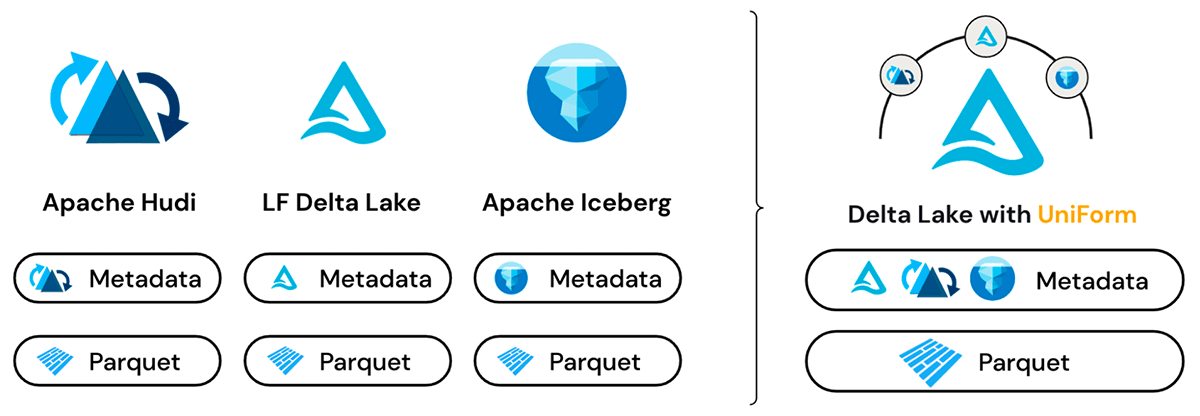 Apache Hudi
LF Delta Lake
Apache Iceberg
Metadata
Metadata
Metadata
Parquet
Parquet
Parquet
Delta Lake with UniForm
Metadata
Parquet